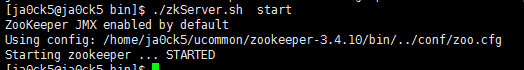 [ja0ck5@ja0ck5 bin]$ ./zkServer.sh  start
ZooKeeper JMX enabled by default
Using config: /home/ja0ck5/ucommon/zookeeper-3.4.10/bin/../conf/zoo.cfg
Starting zookeeper ... STARTED
[ja0ck5@ja0ck5 bin]$